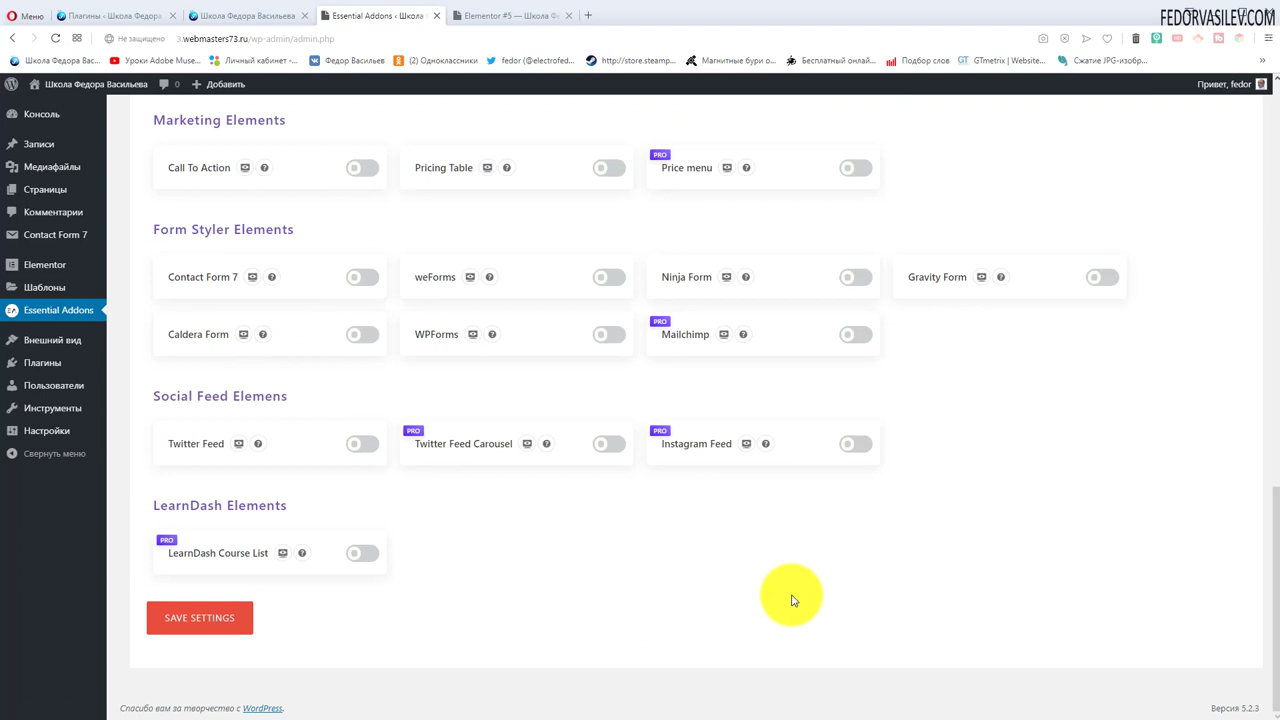 Меню
Плагины ‹ Школа Федора
Школа Федора Васильева
Essential Addons ‹ Школа
Elementor #5 — Школа Ф
FEDORVASILEV.COM
Не защищено
3.webmasters73.ru/wp-admin/admin.php
Школа Федора Вас...
Уроки Adobe Muse...
Личный кабинет -...
Федор Васильев
(2) Одноклассники
fedor (@electrofed...
http://store.steamp...
Магнитные бури о...
Бесплатный онлай...
Подбор слов
GTmetrix | Website...
Сжатие JPG-изобр...
Школа Федора Васильева
0
Добавить
Привет, fedor
Консоль
Записи
Медиафайлы
Страницы
Комментарии
Contact Form 7
Elementor
Шаблоны
Essential Addons
Внешний вид
Плагины
Пользователи
Инструменты
Настройки
Свернуть меню
Marketing Elements
Call To Action
Pricing Table
PRO
Price menu
Form Styler Elements
Contact Form 7
weForms
Ninja Form
Gravity Form
Caldera Form
WPForms
PRO
Mailchimp
Social Feed Elemens
Twitter Feed
PRO
Twitter Feed Carousel
PRO
Instagram Feed
LearnDash Elements
PRO
LearnDash Course List
SAVE SETTINGS
Спасибо вам за творчество с WordPress.
Версия 5.2.3